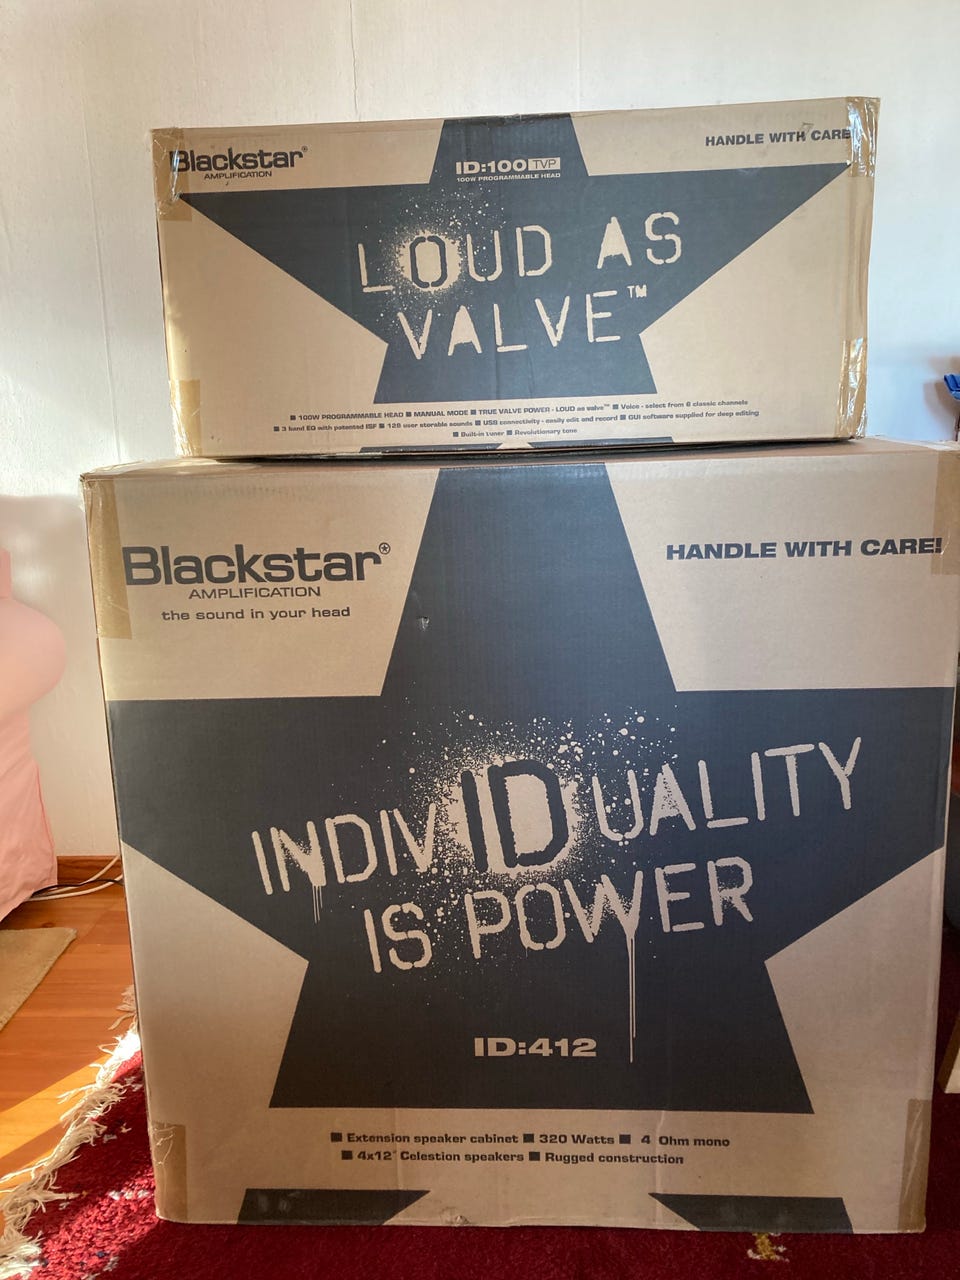 Blackstar®
AMPLIFICATION
ID:100 TVP
100W PROGRAMMABLE HEAD
HANDLE WITH CARE
LOUD AS
VALVE™
■ 100W PROGRAMMABLE HEAD ■ MANUAL MODE ■ TRUE VALVE POWER - LOUD as valve™ ■ Voice - select from 6 classic channels
■ 3 band EQ with patented ISF ■ 128 user storable sounds ■ USB connectivity - easily edit and record ■ GUI software supplied for deep editing
■ Built-in tuner ■ Revolutionary tone
Blackstar®
AMPLIFICATION
the sound in your head
HANDLE WITH CARE!
INDIVIDUALITY
IS POWER
ID:412
■ Extension speaker cabinet ■ 320 Watts ■ 4 Ohm mono
■ 4x12" Celestion speakers ■ Rugged construction